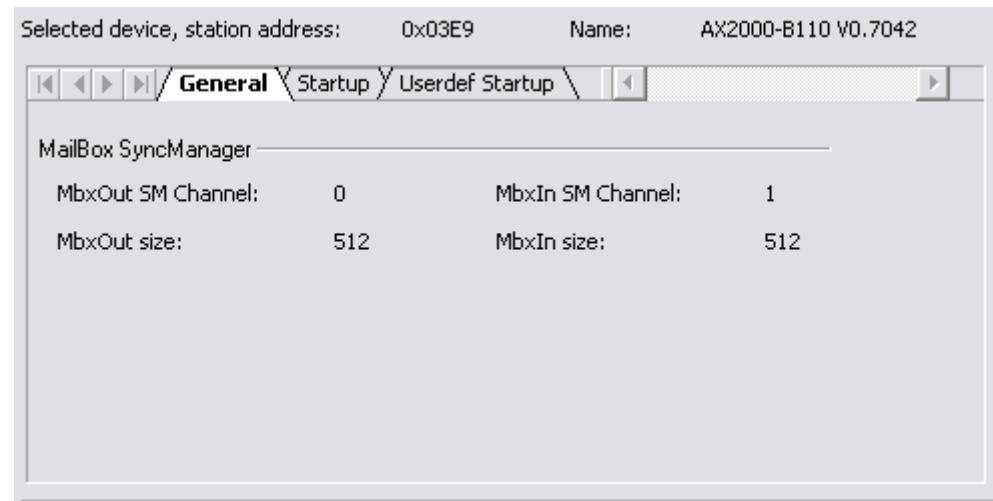 Selected device, station address: 0x03E9 Name: AX2000-B110 V0.7042
General Startup Userdef Startup
MailBox SyncManager
MbxOut SM Channel: 0 MbxIn SM Channel: 1
MbxOut size: 512 MbxIn size: 512